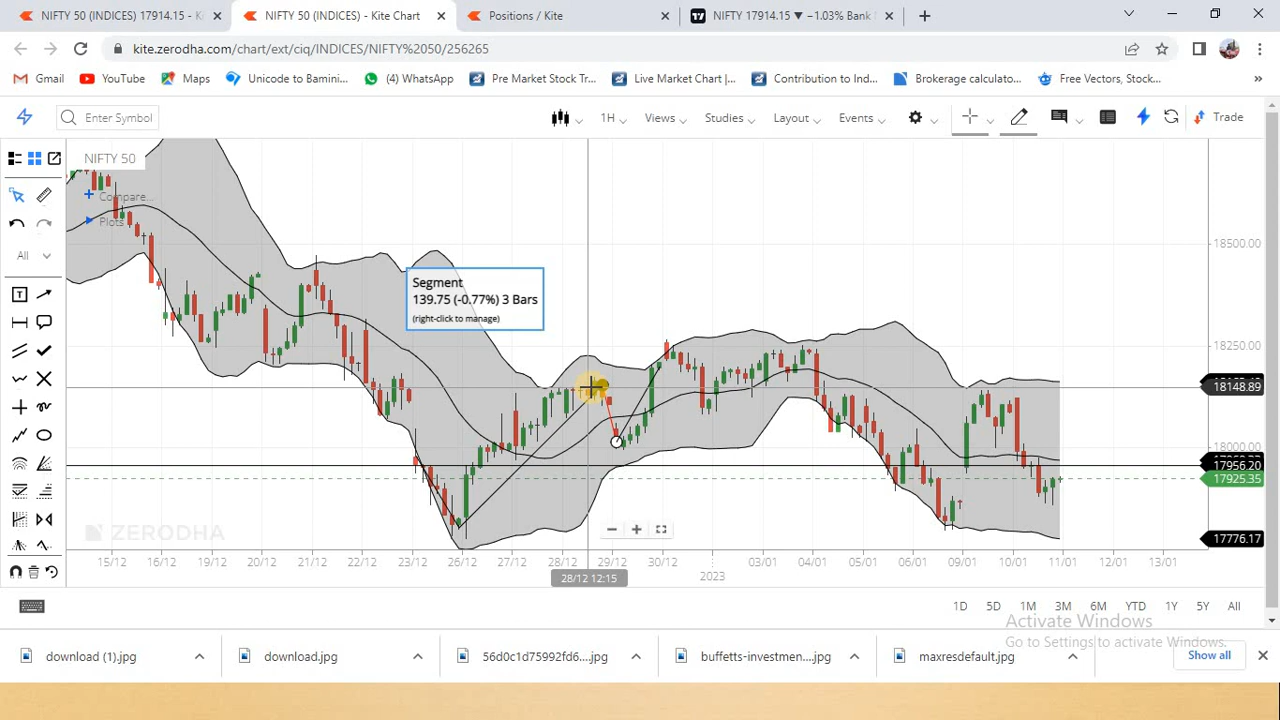 NIFTY 50 (INDICES) 17914.15 - Ki
NIFTY 50 (INDICES) - Kite Chart
Positions / Kite
NIFTY 17914.15 ▼ −1.03% Bank
kite.zerodha.com/chart/ext/ciq/INDICES/NIFTY%2050/256265
Gmail
YouTube
Maps
Unicode to Bamini...
(4) WhatsApp
Pre Market Stock Tr...
Live Market Chart |...
Contribution to Ind...
Brokerage calculato...
Free Vectors, Stock...
Enter Symbol
1H
Views
Studies
Layout
Events
Trade
NIFTY 50
Compare...
Plots
All
Segment
139.75 (-0.77%) 3 Bars
(right-click to manage)
18500.00
18250.00
18148.89
18000.00
17956.20
17925.35
17776.17
ZERODHA
15/12
16/12
19/12
20/12
21/12
22/12
23/12
26/12
27/12
28/12
29/12
30/12
2023
03/01
04/01
05/01
06/01
09/01
10/01
11/01
12/01
13/01
28/12 12:15
1D
5D
1M
3M
6M
YTD
1Y
5Y
All
Activate Windows
Go to Settings to activate Windows.
download (1).jpg
download.jpg
56d071d75992fd6....jpg
buffetts-investmen....jpg
maxresdefault.jpg
Show all